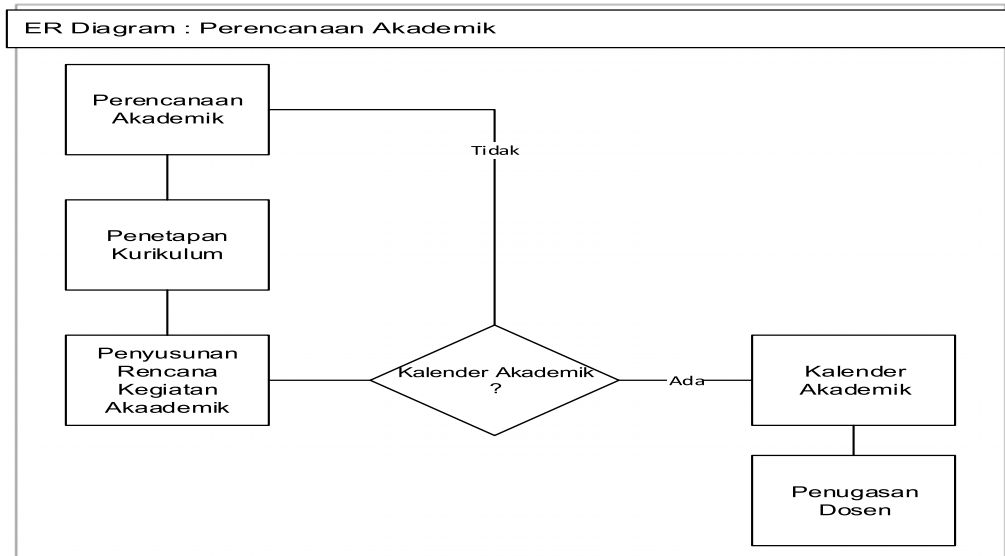 ER Diagram : Perencanaan Akademik
Perencanaan
Akademik
Tidak
Penetapan
Kurikulum
Penyusunan
Rencana
Kegiatan
Akaademik
Kalender Akademik
?
Ada
Kalender
Akademik
Penugasan
Dosen